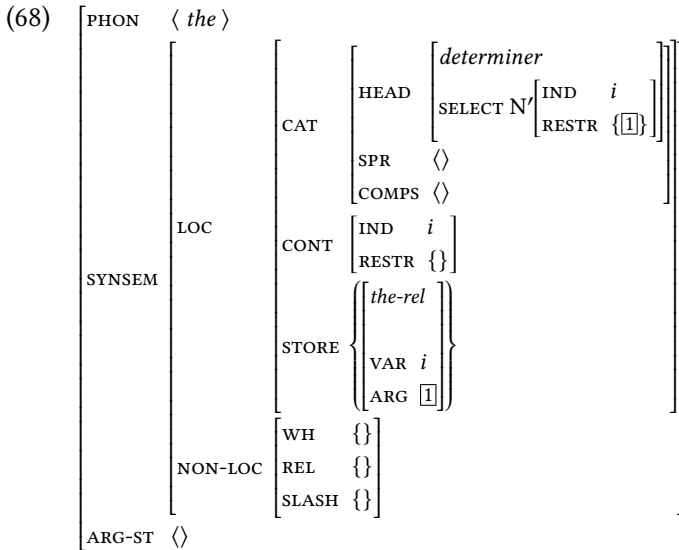 (68)
PHON ⟨ the ⟩
determiner
HEAD
SELECT N′ IND i
RESTR {1}
CAT
SPR ⟨⟩
COMPS ⟨⟩
LOC
CONT IND i
RESTR {}
SYNSEM
the-rel
STORE
VAR i
ARG 1
WH {}
NON-LOC REL {}
SLASH {}
ARG-ST ⟨⟩